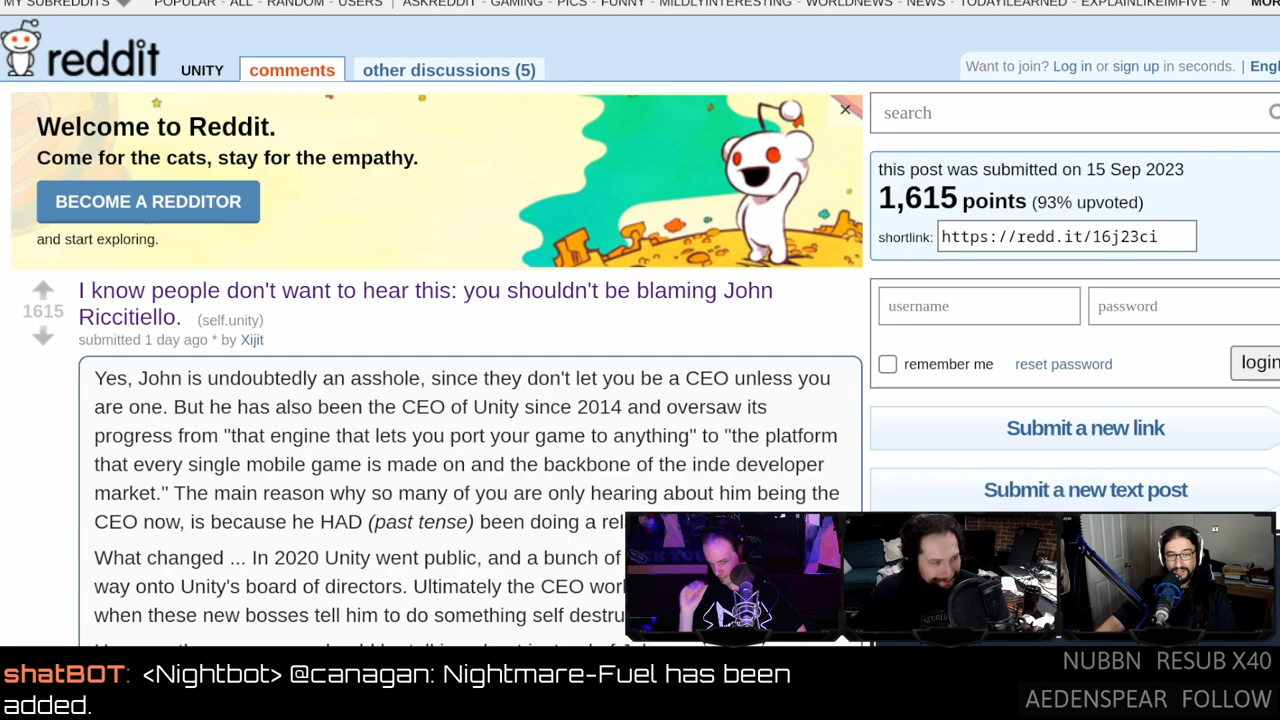 MY SUBREDDITS POPULAR - ALL - RANDOM - USERS | ASKREDDIT - GAMING - PICS - FUNNY - MILDLYINTERESTING - WORLDNEWS - NEWS - TODAYILEARNED - EXPLAINLIKEIMFIVE -
reddit UNITY comments other discussions (5)
Want to join? Log in or sign up in seconds. |
Welcome to Reddit.
Come for the cats, stay for the empathy.
BECOME A REDDITOR
and start exploring.
search
this post was submitted on 15 Sep 2023
1,615 points (93% upvoted)
shortlink: https://redd.it/16j23ci
1615
I know people don't want to hear this: you shouldn't be blaming John
Riccitiello. (self.unity)
submitted 1 day ago * by Xijit
username password
remember me reset password login
Submit a new link
Submit a new text post
Yes, John is undoubtedly an asshole, since they don't let you be a CEO unless you
are one. But he has also been the CEO of Unity since 2014 and oversaw its
progress from "that engine that lets you port your game to anything" to "the platform
that every single mobile game is made on and the backbone of the inde developer
market." The main reason why so many of you are only hearing about him being the
CEO now, is because he HAD (past tense) been doing a
What changed ... In 2020 Unity went public, and a bunch of
way onto Unity's board of directors. Ultimately the CEO
when these new bosses tell him to do something self
shatBOT: <Nightbot> @canagan: Nightmare-Fuel has been
added.
NUBBN RESUB X40
AEDENSPEAR FOLLOW